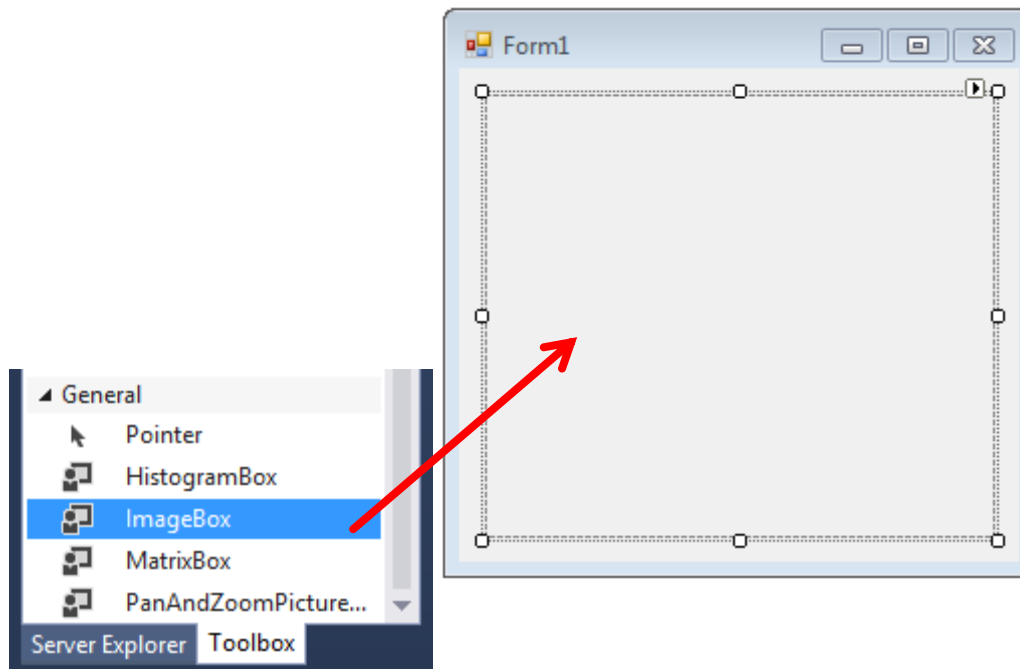 Form1
General
Pointer
HistogramBox
ImageBox
MatrixBox
PanAndZoomPicture...
Server Explorer Toolbox